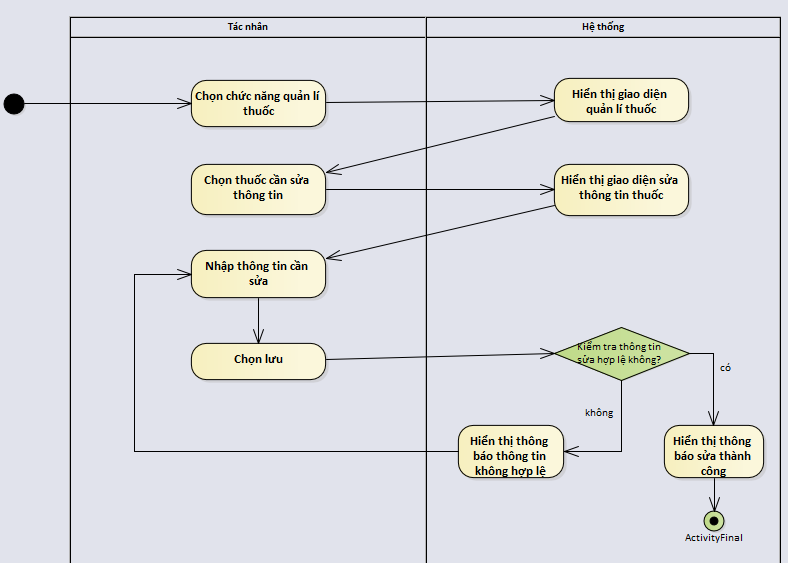 Tác nhân
Hệ thống
Chọn chức năng quản lí
thuốc
Hiển thị giao diện
quản lí thuốc
Chọn thuốc cần sửa
thông tin
Hiển thị giao diện sửa
thông tin thuốc
Nhập thông tin cần
sửa
Chọn lưu
Kiểm tra thông tin
sửa hợp lệ không?
có
không
Hiển thị thông
báo thông tin
không hợp lệ
Hiển thị thông
báo sửa thành
công
ActivityFinal